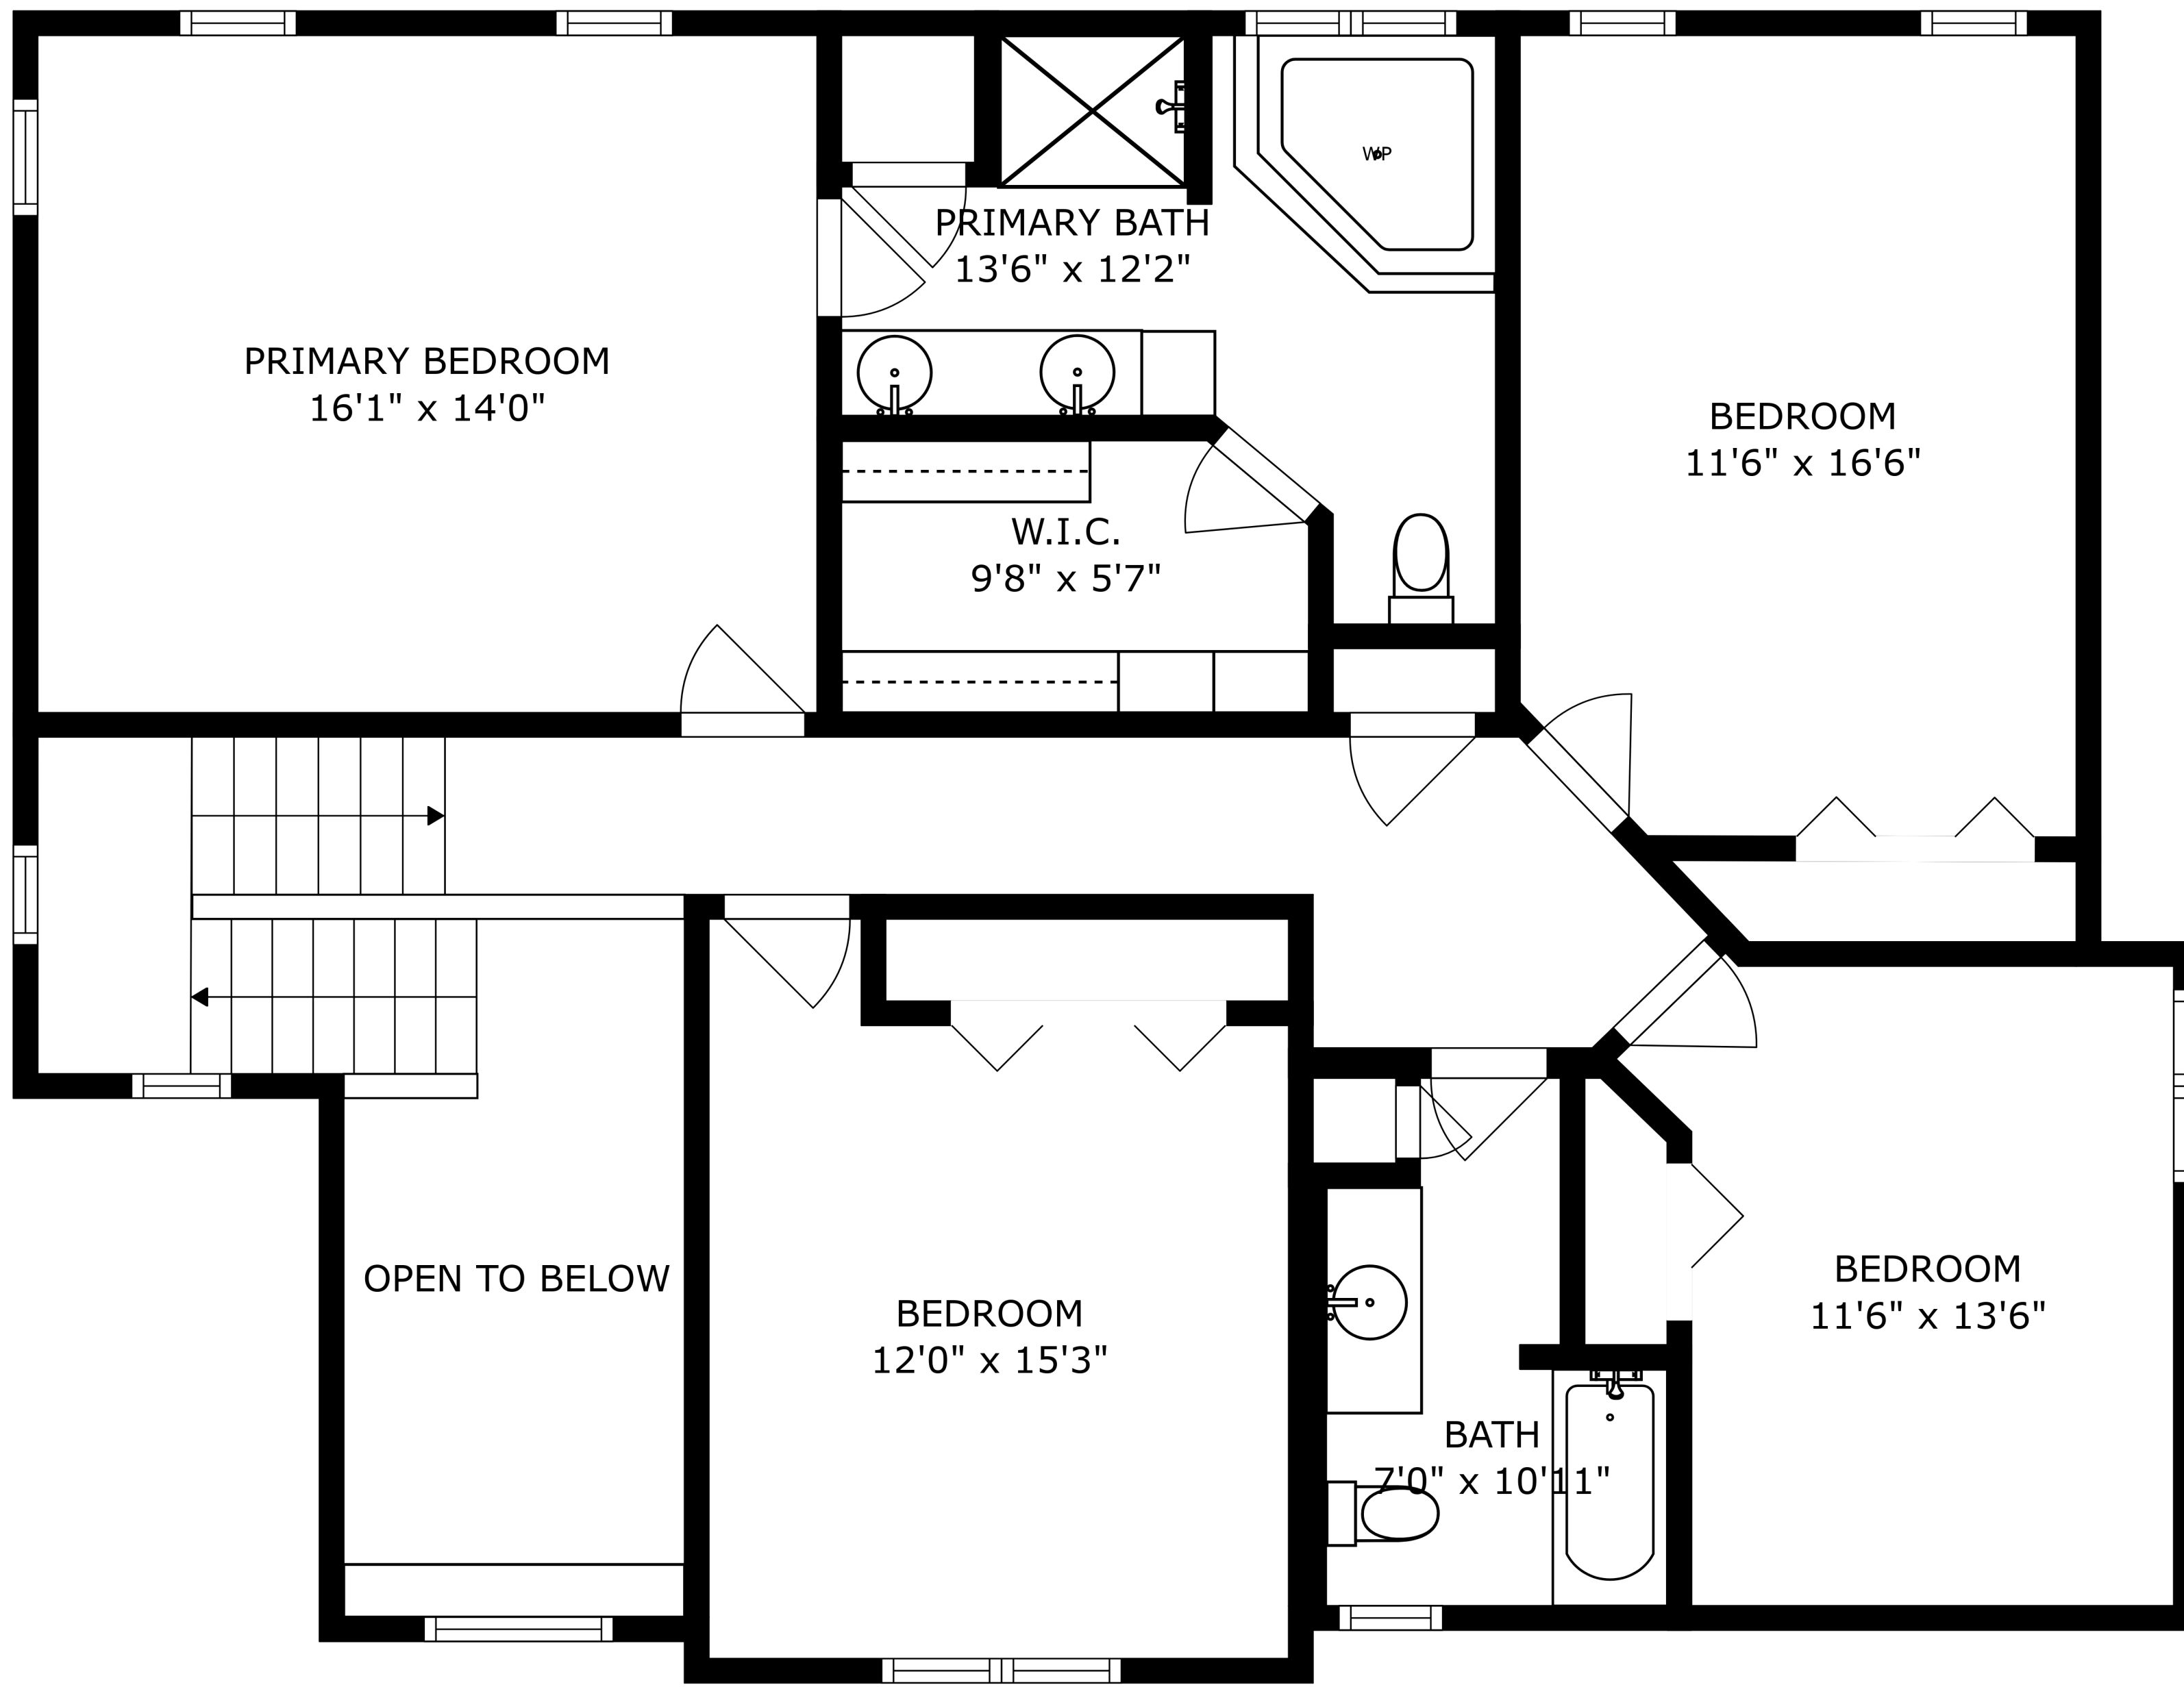 WP
PRIMARY BATH
13'6" x 12'2"
PRIMARY BEDROOM
16'1" x 14'0"
BEDROOM
11'6" x 16'6"
W.I.C.
9'8" x 5'7"
OPEN TO BELOW
BEDROOM
12'0" x 15'3"
BEDROOM
11'6" x 13'6"
BATH
7'0" x 10'11"